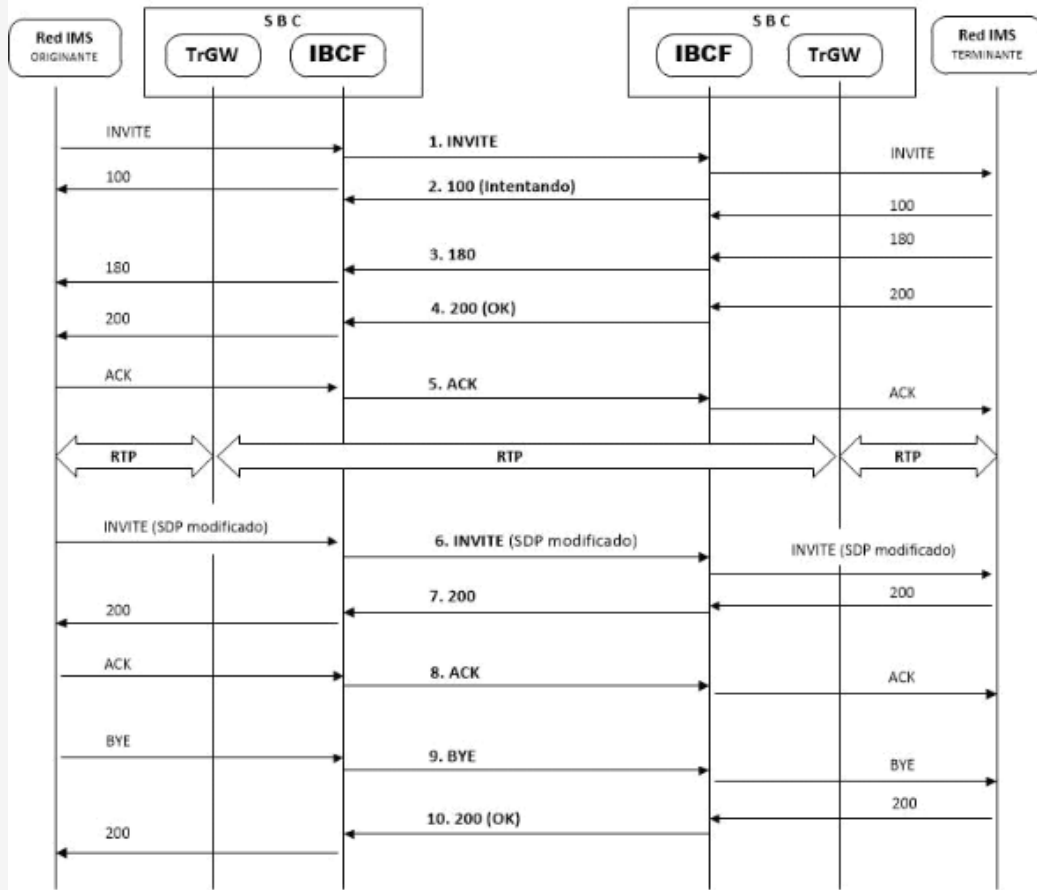 S B C
S B C
Red IMS
ORIGINANTE
TrGW
IBCF
IBCF
TrGW
Red IMS
TERMINANTE
INVITE
1. INVITE
INVITE
100
2. 100 (Intentando)
100
180
3. 180
180
200
4. 200 (OK)
200
ACK
5. ACK
ACK
RTP
RTP
RTP
INVITE (SDP modificado)
6. INVITE (SDP modificado)
INVITE (SDP modificado)
200
7. 200
200
ACK
8. ACK
ACK
BYE
9. BYE
BYE
200
10. 200 (OK)
200